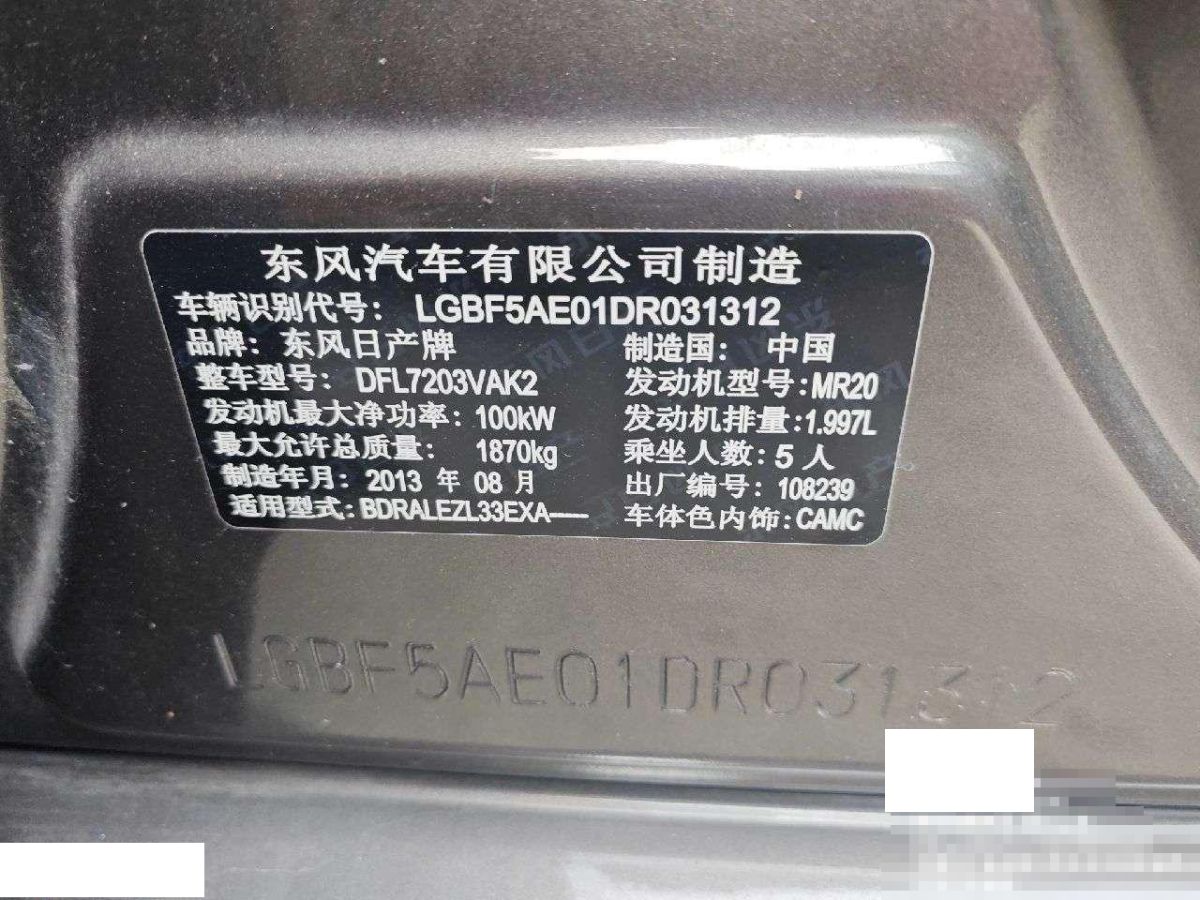 东风汽车有限公司制造
车辆识别代号: LGBF5AE01DR031312
品牌: 东风日产牌 制造国: 中国
整车型号: DFL7203VAK2 发动机型号:MR20
发动机最大净功率: 100kW 发动机排量:1.997L
最大允许总质量: 1870kg 乘坐人数: 5 人
制造年月: 2013 年 08 月 出厂编号: 108239
适用型式: BDRALEZL33EXA—— 车体色内饰:CAMC
LGBF5AE01DR031312